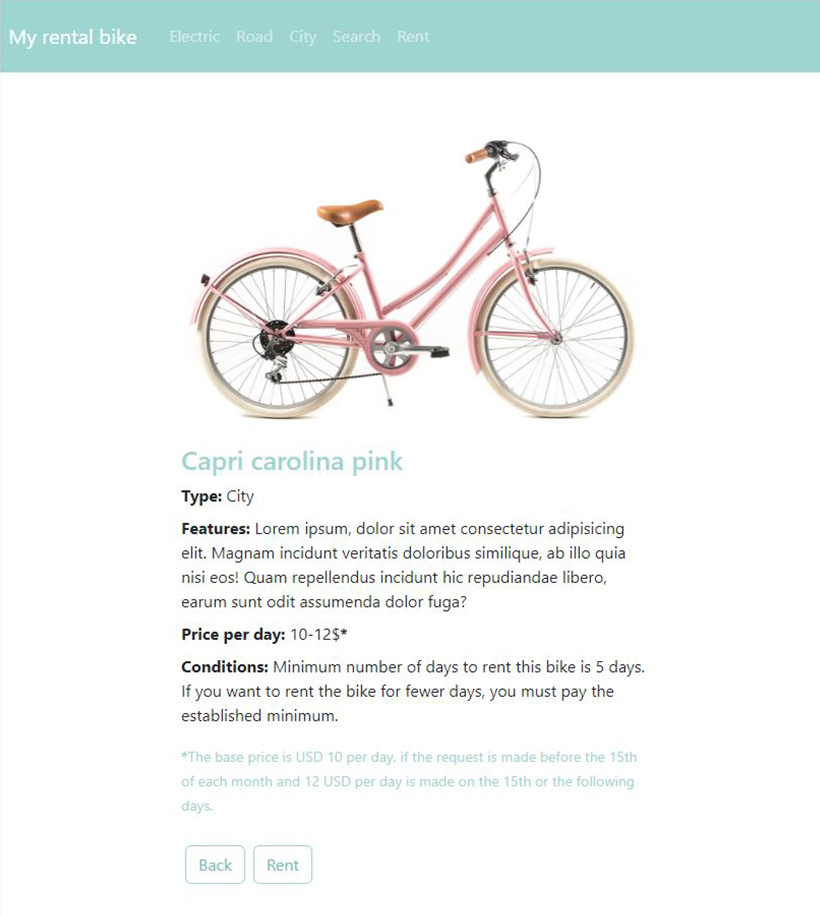 My rental bike Electric Road City Search Rent
Capri carolina pink
Type: City
Features: Lorem ipsum, dolor sit amet consectetur adipisicing
elit. Magnam incidunt veritatis doloribus similique, ab illo quia
nisi eos! Quam repellendus incidunt hic repudiandae libero,
earum sunt odit assumenda dolor fuga?
Price per day: 10-12$*
Conditions: Minimum number of days to rent this bike is 5 days.
If you want to rent the bike for fewer days, you must pay the
established minimum.
*The base price is USD 10 per day, if the request is made before the 15th
of each month and 12 USD per day is made on the 15th or the following
days.
Back Rent